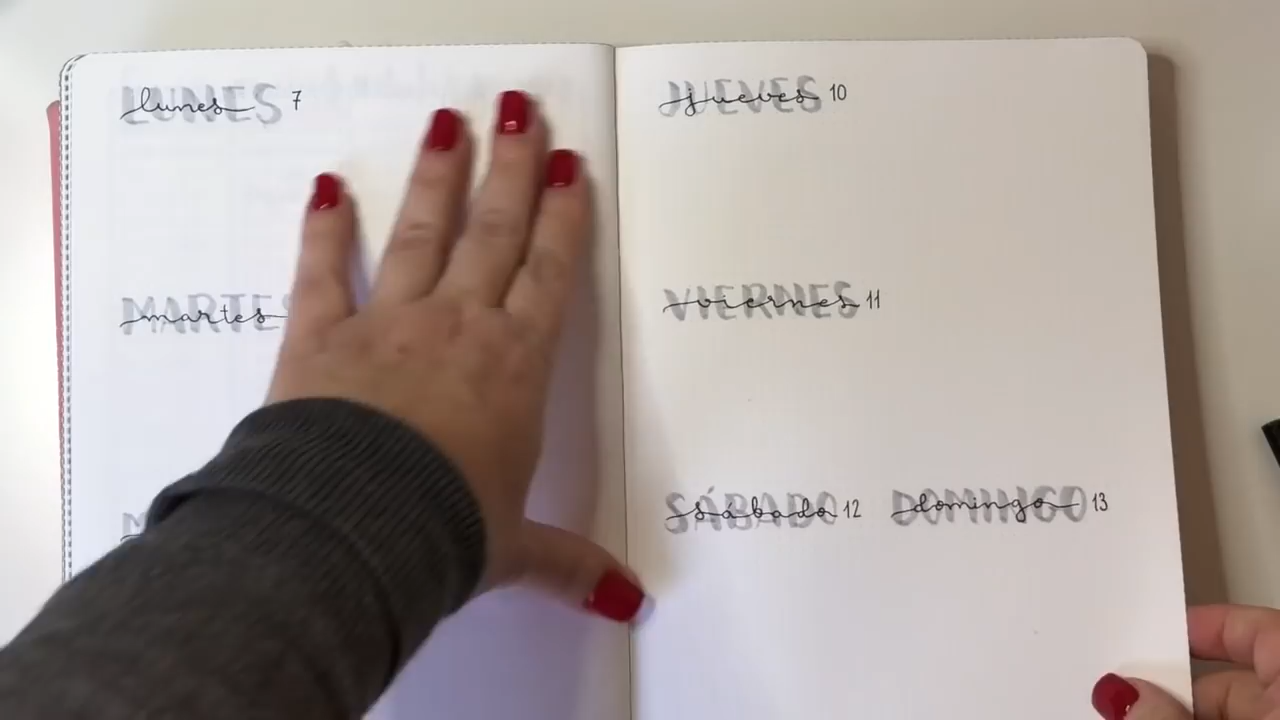 LUNES
lunes 7
MARTES
martes
JUEVES
jueves 10
VIERNES
viernes 11
SÁBADO
sábado 12
DOMINGO
domingo 13